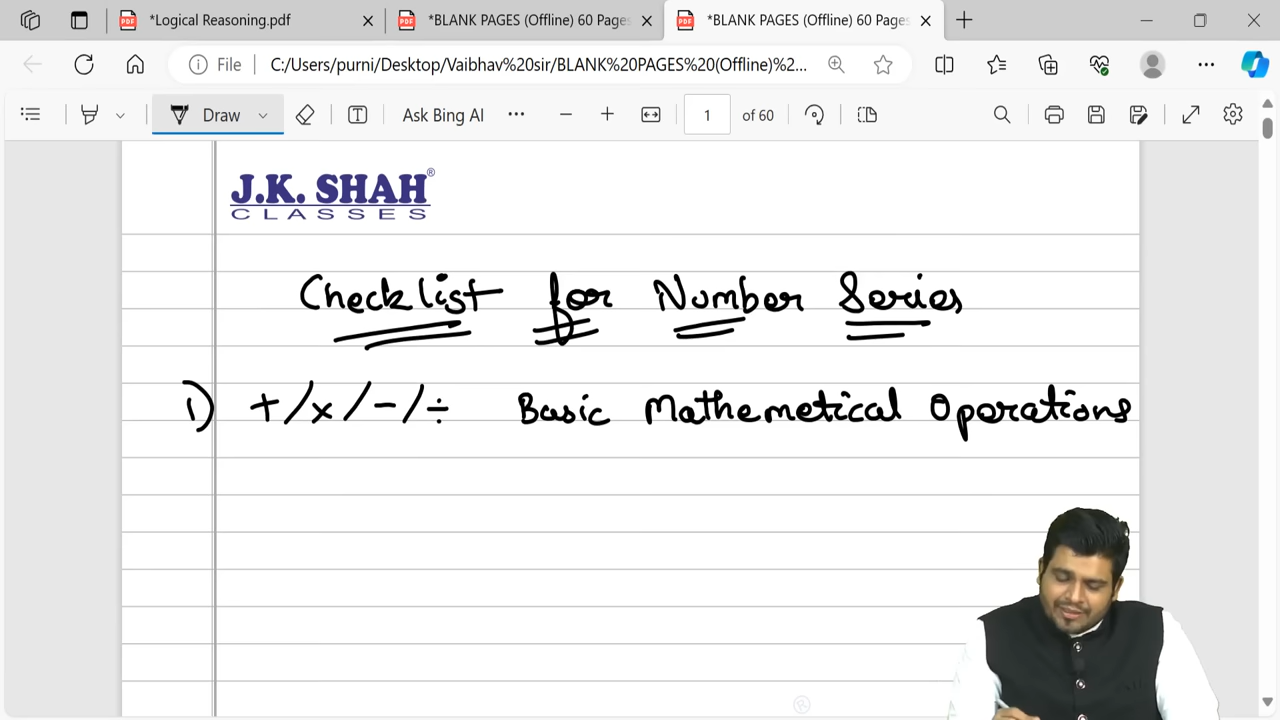 *Logical Reasoning.pdf
*BLANK PAGES (Offline) 60 Pages
*BLANK PAGES (Offline) 60 Pages
File C:/Users/purni/Desktop/Vaibhav%20sir/BLANK%20PAGES%20(Offline)%2...
Draw Ask Bing AI 1 of 60
J.K. SHAH®
CLASSES
Checklist for Number Series
1) +/×/-/÷ Basic Mathemetical Operations